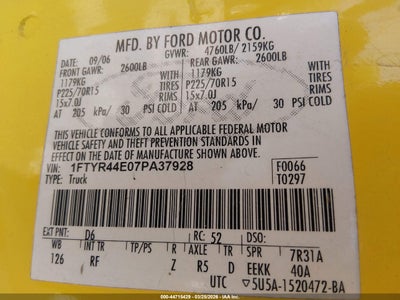 MFD. BY FORD MOTOR CO.
DATE: 09/06 GVWR: 4760LB/ 2159KG
FRONT GAWR: 2600LB REAR GAWR: 2600LB
1179KG WITH 1179KG WITH
P225/70R15 TIRES P225/70R15 TIRES
15x7.0J RIMS 15x7.0J RIMS
AT 205 kPa/ 30 PSI COLD AT 205 kPa/ 30 PSI COLD
THIS VEHICLE CONFORMS TO ALL APPLICABLE FEDERAL MOTOR
VEHICLE SAFETY AND THEFT PREVENTION STANDARDS IN
EFFECT ON THE DATE OF MANUFACTURE SHOWN ABOVE.
VIN: 1FTYR44E07PA37928 F0066
TYPE: Truck T0297
EXT PNT: D6 RC: 52 DSO:
WB INT TR TP/PS R AXLE TR SPR 7R31A
126 RF Z R5 D EEKK 40A
UTC 5U5A-1520472-BA
Stock: 44715429 - 03/25/2026 - IAA Inc.